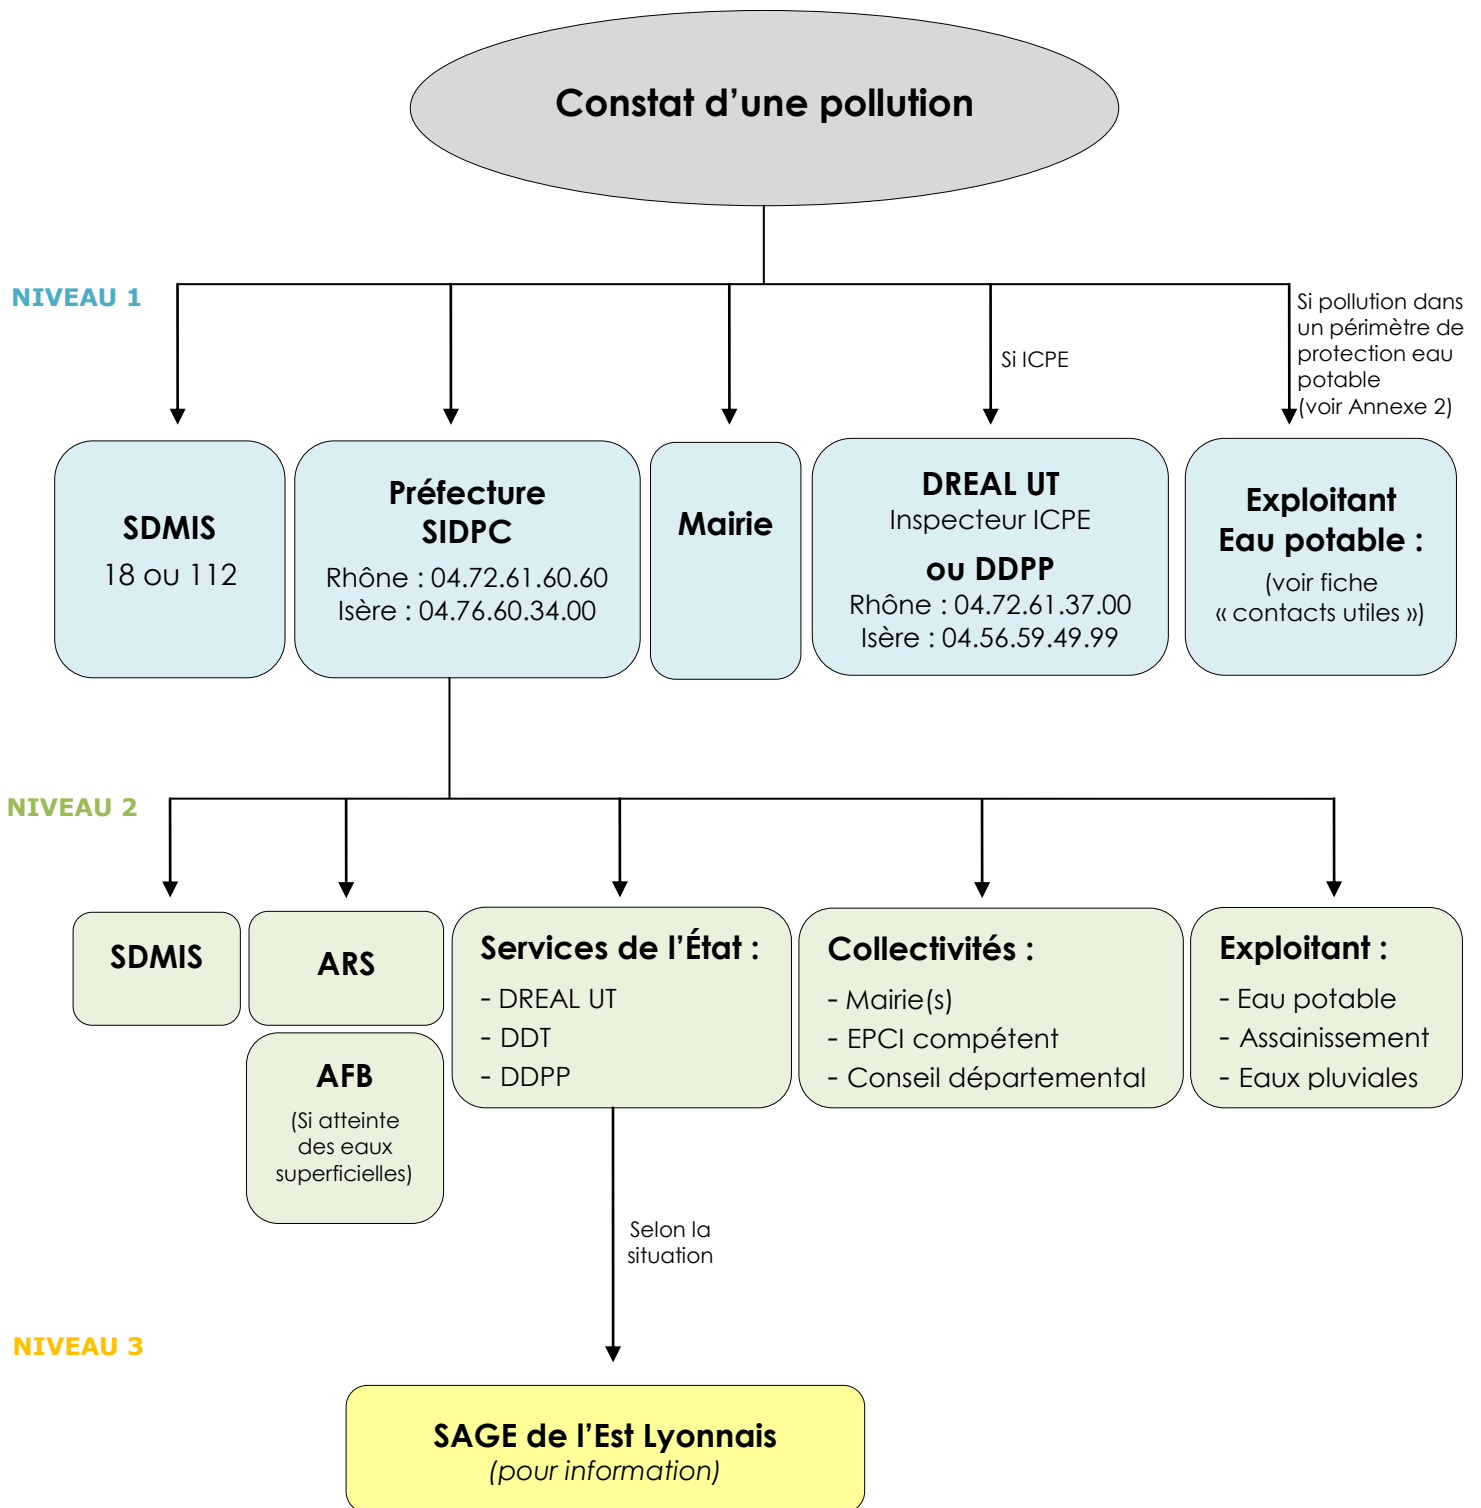 Constat d’une pollution
NIVEAU 1
Si ICPE
Si pollution dans
un périmètre de
protection eau
potable
(voir Annexe 2)
SDMIS
18 ou 112
Préfecture
SIDPC
Rhône : 04.72.61.60.60
Isère : 04.76.60.34.00
Mairie
DREAL UT
Inspecteur ICPE
ou DDPP
Rhône : 04.72.61.37.00
Isère : 04.56.59.49.99
Exploitant
Eau potable :
(voir fiche
« contacts utiles »)
NIVEAU 2
SDMIS
ARS
AFB
(Si atteinte
des eaux
superficielles)
Services de l’État :
- DREAL UT
- DDT
- DDPP
Collectivités :
- Mairie(s)
- EPCI compétent
- Conseil départemental
Exploitant :
- Eau potable
- Assainissement
- Eaux pluviales
Selon la
situation
NIVEAU 3
SAGE de l’Est Lyonnais
(pour information)